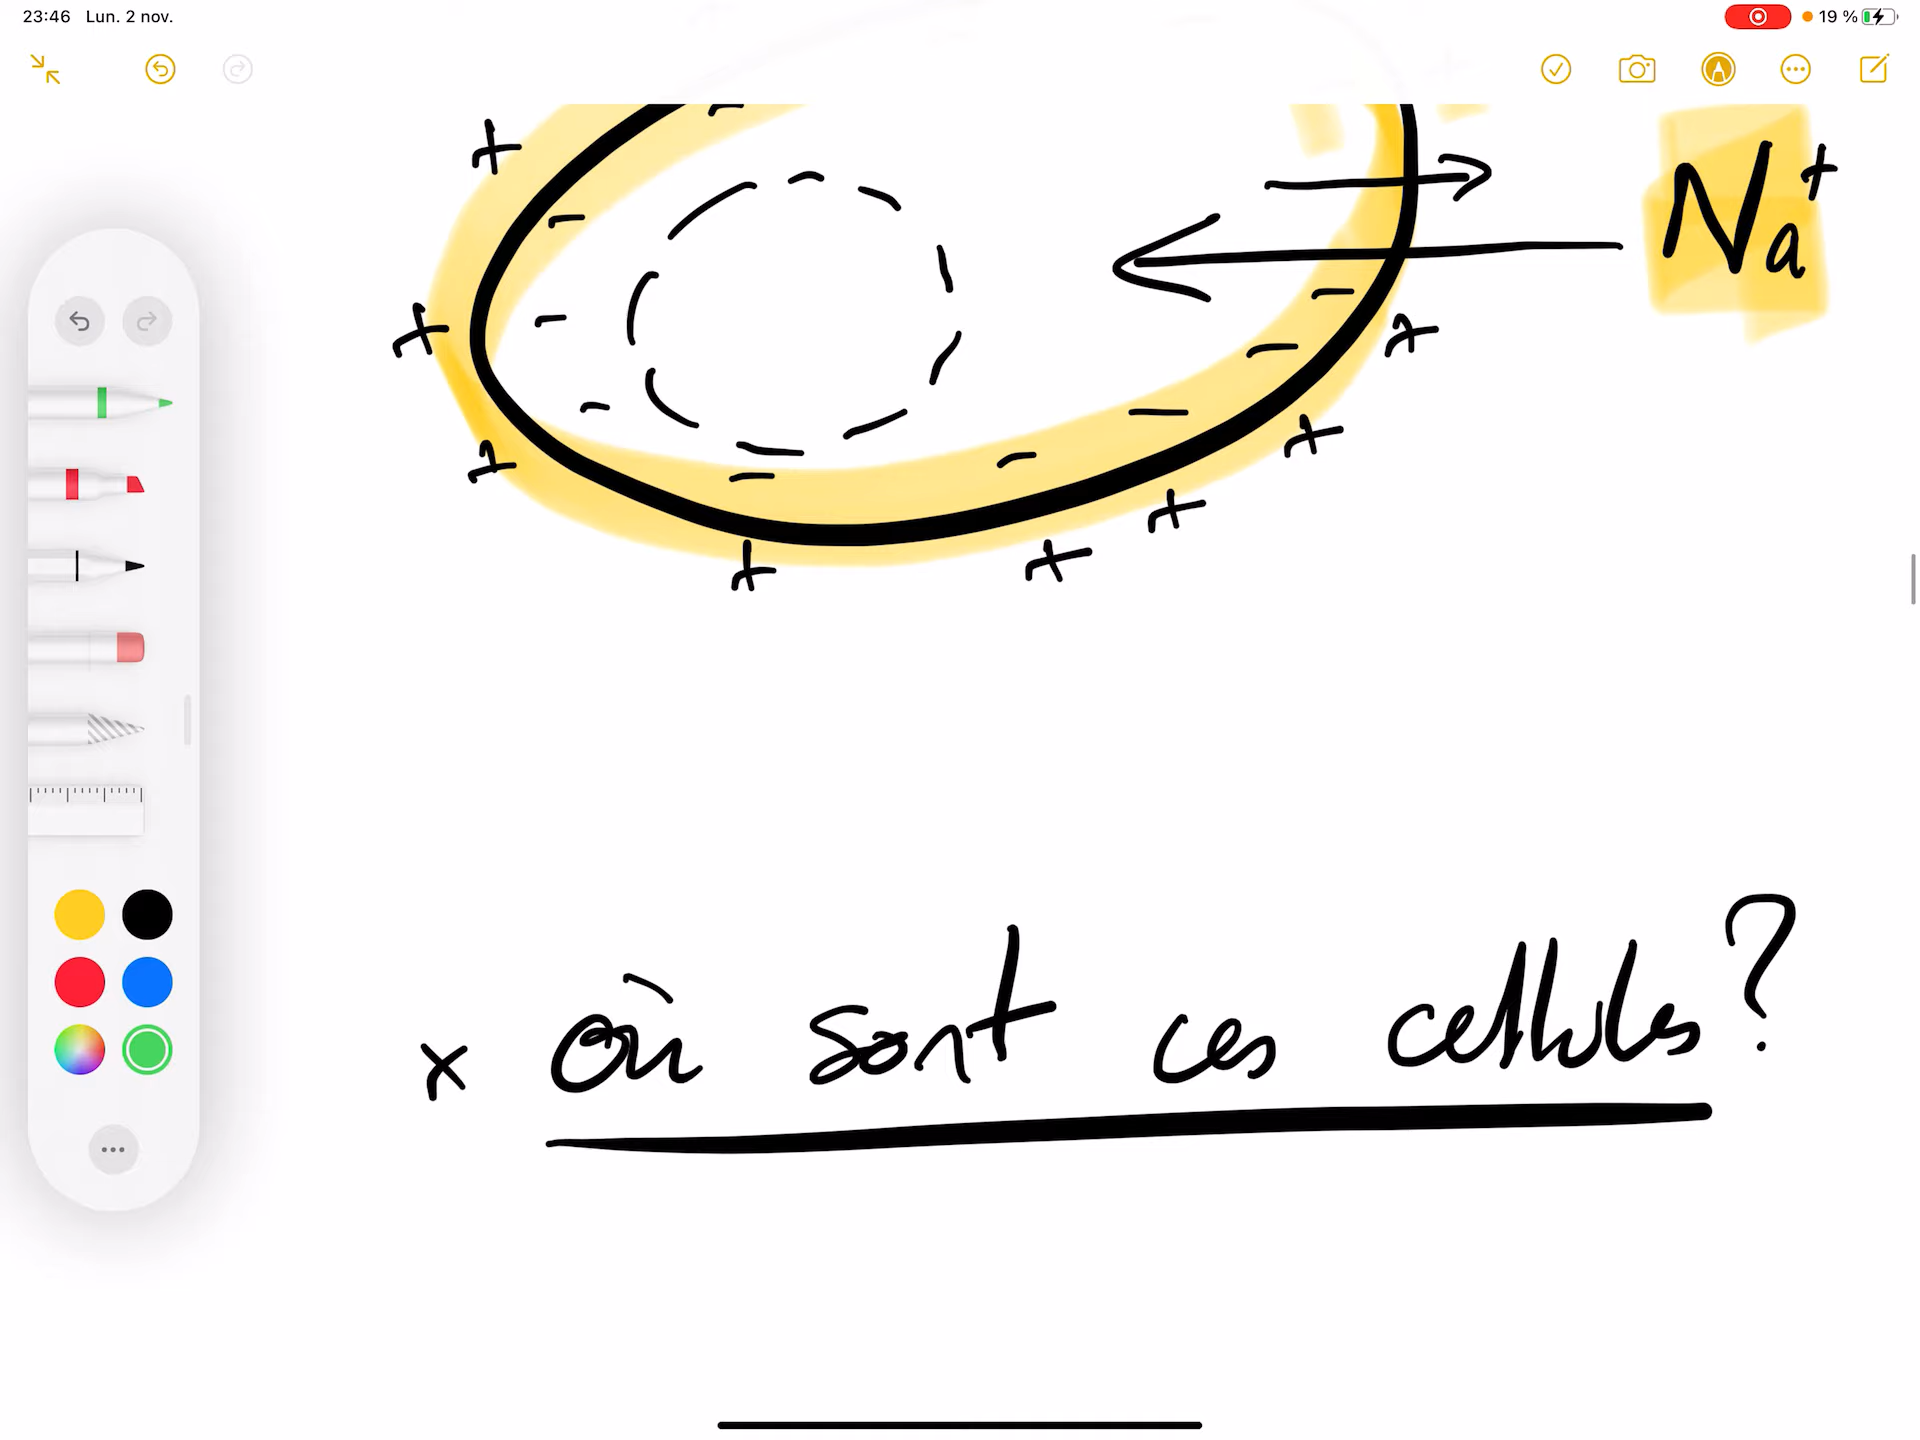 23:46 Lun. 2 nov. 19 %
Na+
x où sont ces cellules ?